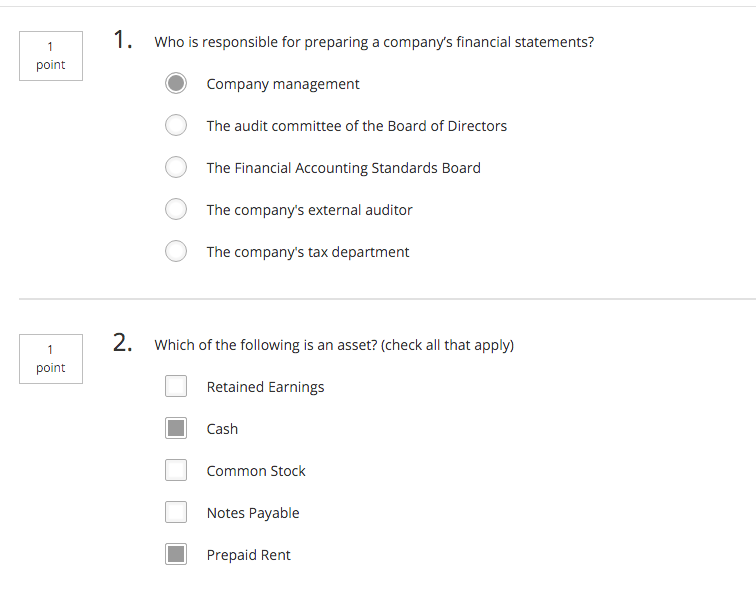 1 point
1. Who is responsible for preparing a company's financial statements?
Company management
The audit committee of the Board of Directors
The Financial Accounting Standards Board
The company's external auditor
The company's tax department
1 point
2. Which of the following is an asset? (check all that apply)
Retained Earnings
Cash
Common Stock
Notes Payable
Prepaid Rent